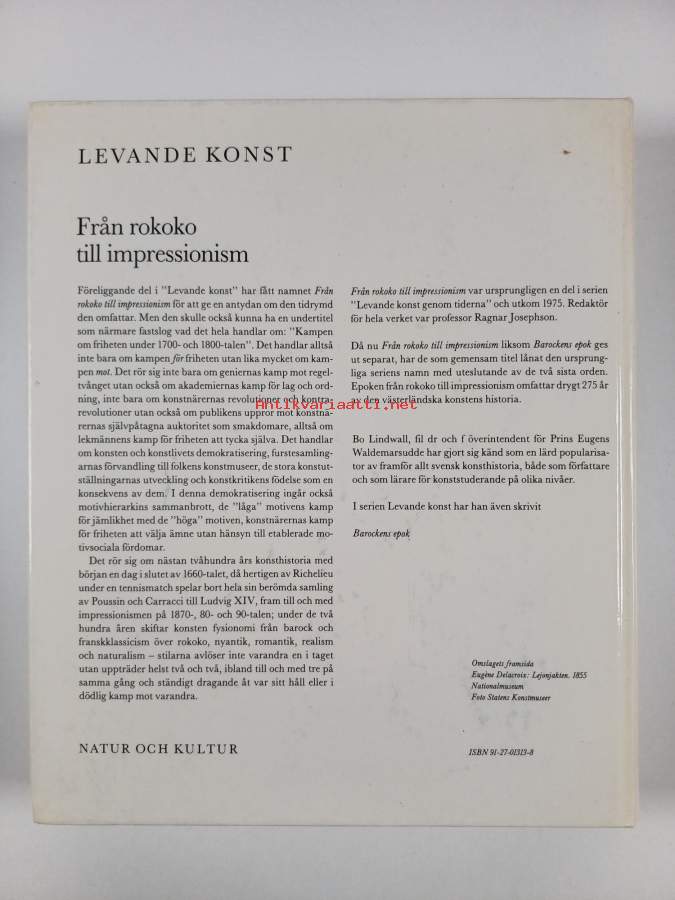 LEVANDE KONST
Från rokoko
till impressionism
Föreliggande del i "Levande konst" har fått namnet Från
rokoko till impressionism för att ge en antydan om den tidrymd
den omfattar. Men den skulle också kunna ha en undertitel
som närmare fastslog vad det hela handlar om: "Kampen
om friheten under 1700- och 1800-talen". Det handlar alltså
inte bara om kampen för friheten utan lika mycket om kam-
pen mot. Det rör sig inte bara om geniernas kamp mot regel-
tvånget utan också om akademiernas kamp för lag och ord-
ning, inte bara om konstnärernas revolutioner och kontra-
revolutioner utan också om publikens uppror mot konstnä-
rernas självpåtagna auktoritet som smakdomare, alltså om
lekmännens kamp för friheten att tycka själva. Det handlar
om konsten och konstlivets demokratisering, furstesamling-
arnas förvandling till folkens konstmuseer, de stora konstut-
ställningarnas utveckling och konstkritikens födelse som en
konsekvens av dem. I denna demokratisering ingår också
motivhierarkins sammanbrott, de "låga" motivens kamp
för jämlikhet med de "höga" motiven, konstnärernas kamp
för friheten att välja ämne utan hänsyn till etablerade mo-
tivsociala fördomar.
Det rör sig om nästan tvåhundra års konsthistoria med
början en dag i slutet av 1660-talet, då hertigen av Richelieu
under en tennismatch spelar bort hela sin berömda samling
av Poussin och Carracci till Ludvig XIV, fram till och med
impressionismen på 1870-, 80- och 90-talen; under de två
hundra åren skiftar konsten fysionomi från barock och
franskklassicism över rokoko, nyantik, romantik, realism
och naturalism – stilarna avlöser inte varandra en i taget
utan uppträder helst två och två, ibland till och med tre på
samma gång och ständigt dragande åt var sitt håll eller i
dödlig kamp mot varandra.
NATUR OCH KULTUR
Från rokoko till impressionism var ursprungligen en del i serien
"Levande konst genom tiderna" och utkom 1975. Redaktör
för hela verket var professor Ragnar Josephson.
Då nu Från rokoko till impressionism liksom Barockens epok ges
ut separat, har de som gemensam titel lånat den ursprung-
liga seriens namn med uteslutande av de två sista orden.
Epoken från rokoko till impressionism omfattar drygt 275 år
av den västerländska konstens historia.
Antikvariaatti.net
Bo Lindwall, fil dr och f överintendent för Prins Eugens
Waldemarsudde har gjort sig känd som en lärd popularisa-
tor av framför allt svensk konsthistoria, både som författare
och som lärare för konststuderande på olika nivåer.
I serien Levande konst har han även skrivit
Barockens epok
Omslagets framsida
Eugène Delacroix: Lejonjakten. 1855
Nationalmuseum
Foto Statens Konstmuseer
ISBN 91-27-01313-8